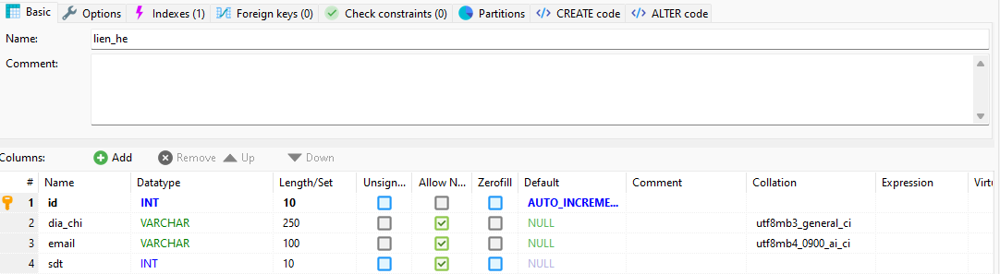 Basic Options Indexes (1) Foreign keys (0) Check constraints (0) Partitions CREATE code ALTER code
Name: lien_he
Comment:
Columns: Add Remove Up Down
# Name Datatype Length/Set Unsign... Allow N... Zerofill Default Comment Collation Expression Virtu
1 id INT 10 AUTO_INCREME...
2 dia_chi VARCHAR 250 NULL utf8mb3_general_ci
3 email VARCHAR 100 NULL utf8mb4_0900_ai_ci
4 sdt INT 10 NULL